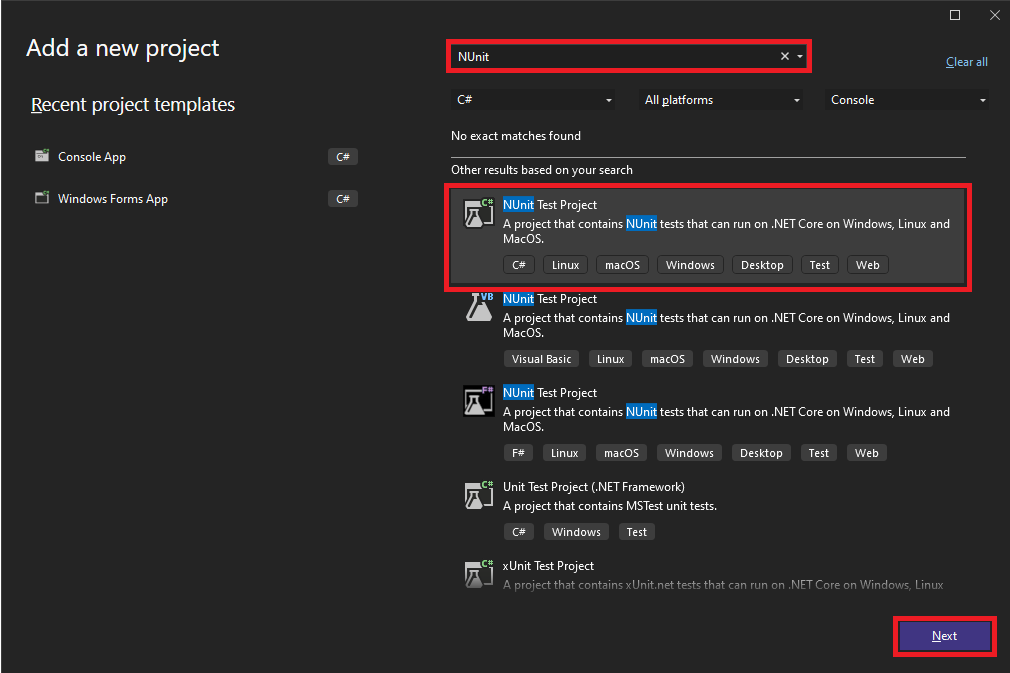 Add a new project
Recent project templates
Console App C#
Windows Forms App C#
NUnit
Clear all
C# All platforms Console
No exact matches found
Other results based on your search
C#
NUnit Test Project
A project that contains NUnit tests that can run on .NET Core on Windows, Linux and
MacOS.
C# Linux macOS Windows Desktop Test Web
VB
NUnit Test Project
A project that contains NUnit tests that can run on .NET Core on Windows, Linux and
MacOS.
Visual Basic Linux macOS Windows Desktop Test Web
F#
NUnit Test Project
A project that contains NUnit tests that can run on .NET Core on Windows, Linux and
MacOS.
F# Linux macOS Windows Desktop Test Web
C#
Unit Test Project (.NET Framework)
A project that contains MSTest unit tests.
C# Windows Test
C#
xUnit Test Project
A project that contains xUnit.net tests that can run on .NET Core on Windows, Linux
Next